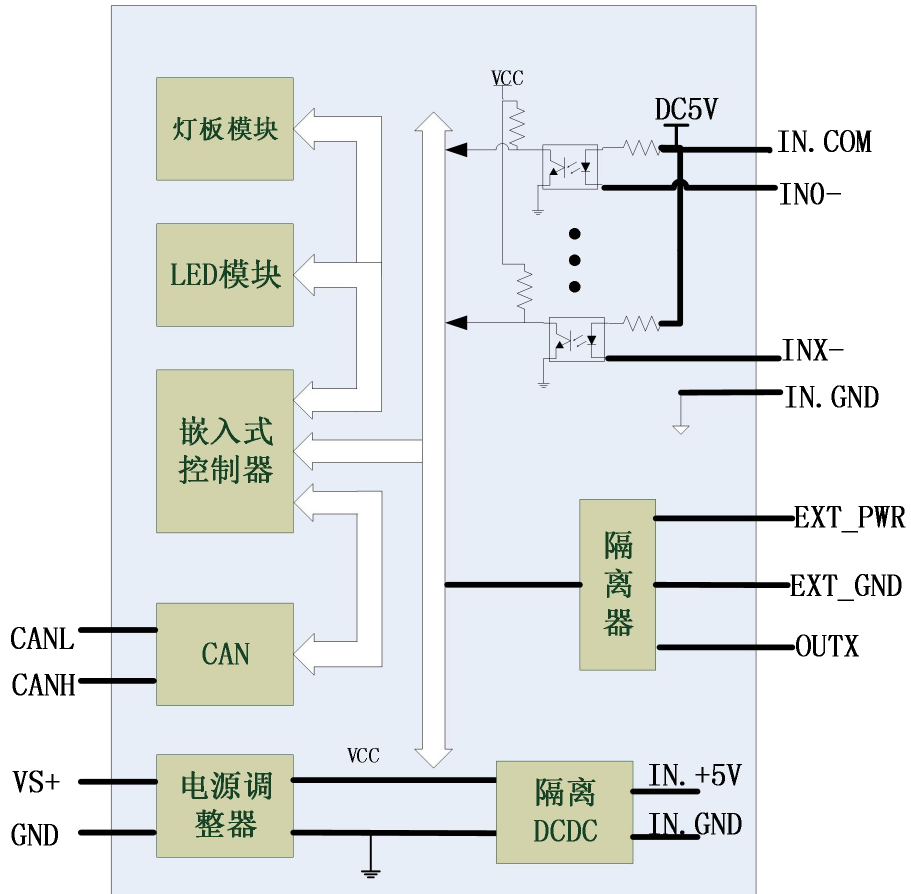 VCC
DC5V
灯板模块
IN.COM
IN0-
LED模块
INX-
IN.GND
嵌入式
控制器
EXT_PWR
隔
离
器
EXT_GND
OUTX
CANL
CANH
CAN
VS+
GND
电源调
整器
VCC
隔离
DCDC
IN.+5V
IN.GND